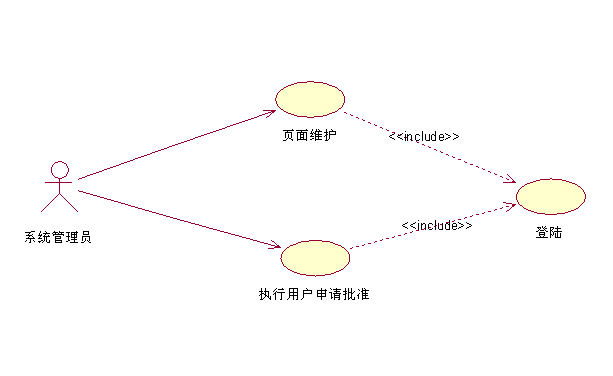 <<include>>
页面维护
<<include>>
登陆
系统管理员
执行用户申请批准